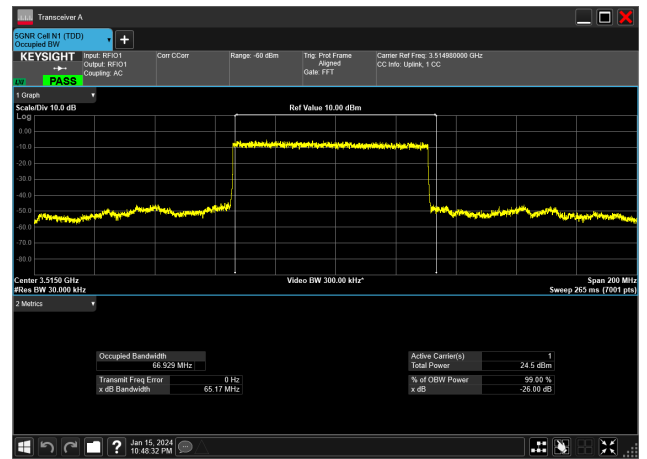 Transceiver A
5GNR Cell N1 (TDD)
Occupied BW
KEYSIGHT
LXI
PASS
Input: RFIO1
Output: RFIO1
Coupling: AC
Corr CCorr
Range: -60 dBm
Trig: Prot Frame
Aligned
Gate: FFT
Carrier Ref Freq: 3.514980000 GHz
CC Info: Uplink, 1 CC
1 Graph
Scale/Div 10.0 dB
Ref Value 10.00 dBm
Log
0.00
-10.0
-20.0
-30.0
-40.0
-50.0
-60.0
-70.0
-80.0
Center 3.5150 GHz
Video BW 300.00 kHz*
Span 200 MHz
#Res BW 30.000 kHz
Sweep 265 ms (7001 pts)
2 Metrics
Occupied Bandwidth
66.929 MHz
Transmit Freq Error 0 Hz
x dB Bandwidth 65.17 MHz
Active Carrier(s) 1
Total Power 24.5 dBm
% of OBW Power 99.00 %
x dB -26.00 dB
?
Jan 15, 2024
10:48:32 PM